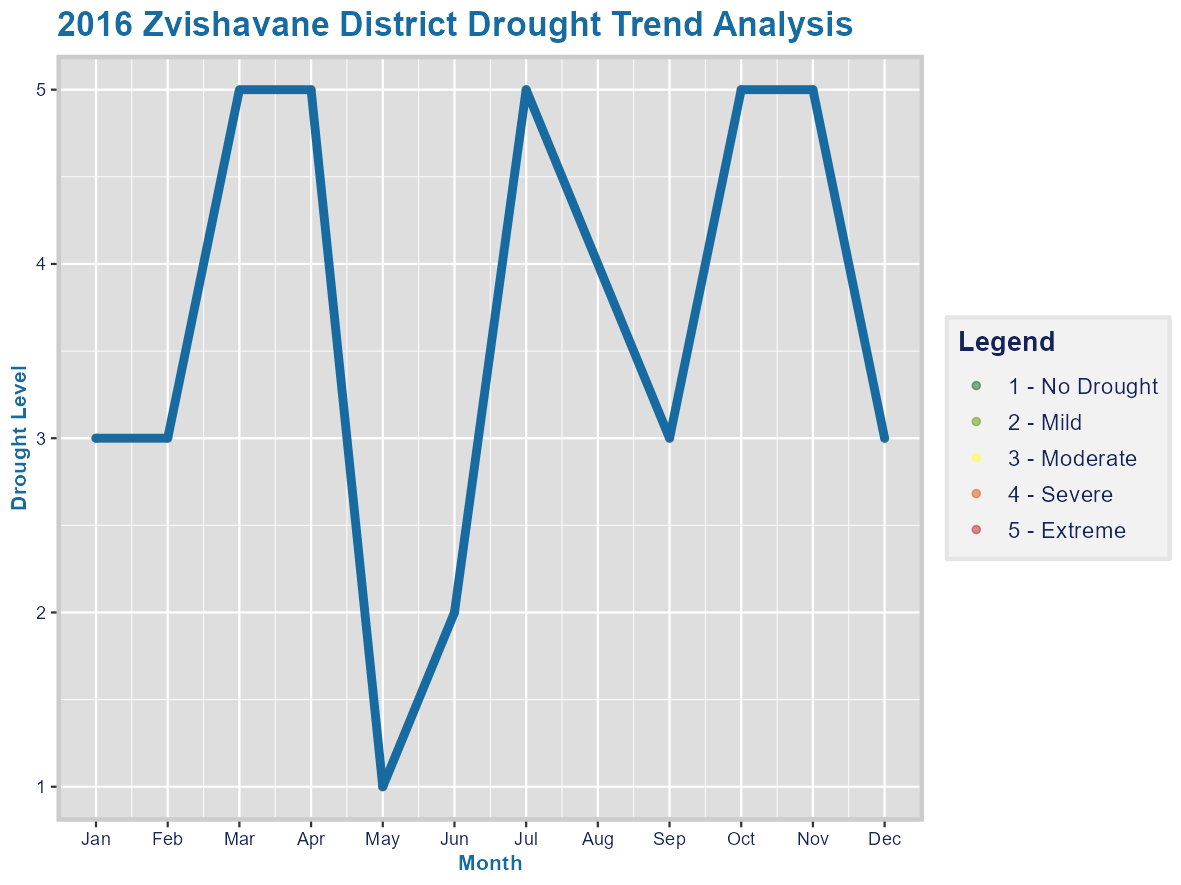 2016 Zvishavane District Drought Trend Analysis
Drought Level
5
4
3
2
1
Jan Feb Mar Apr May Jun Jul Aug Sep Oct Nov Dec
Month
Legend
1 - No Drought
2 - Mild
3 - Moderate
4 - Severe
5 - Extreme